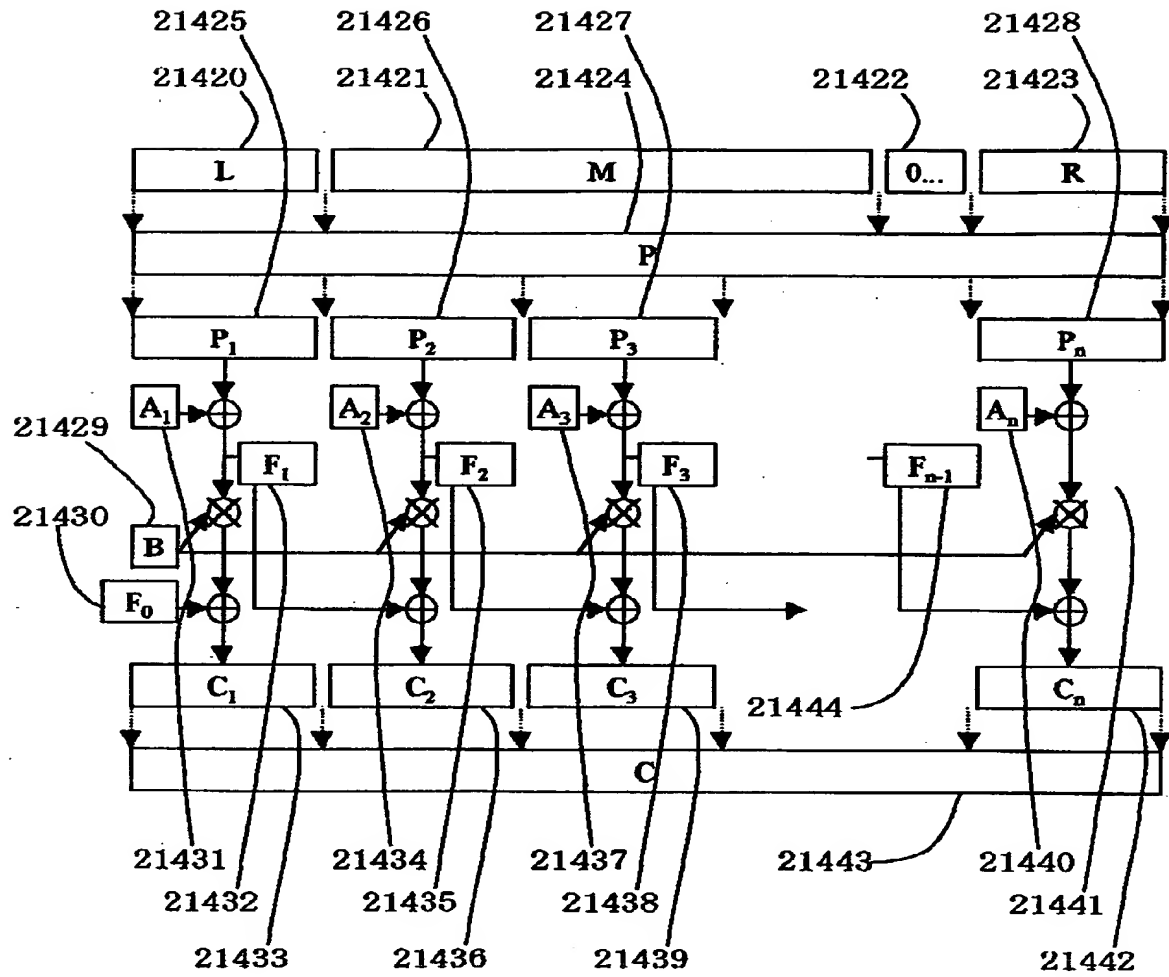 21425 21426 21427 21428
21420 21421 21424 21422 21423
L M 0... R
P
P₁ P₂ P₃ Pₙ
A₁ A₂ A₃ Aₙ
21429 F₁ F₂ F₃ Fₙ₋₁
21430 B
F₀
C₁ C₂ C₃ Cₙ
21444
C
21431 21434 21437 21443 21440
21432 21435 21438 21441
21433 21436 21439 21442